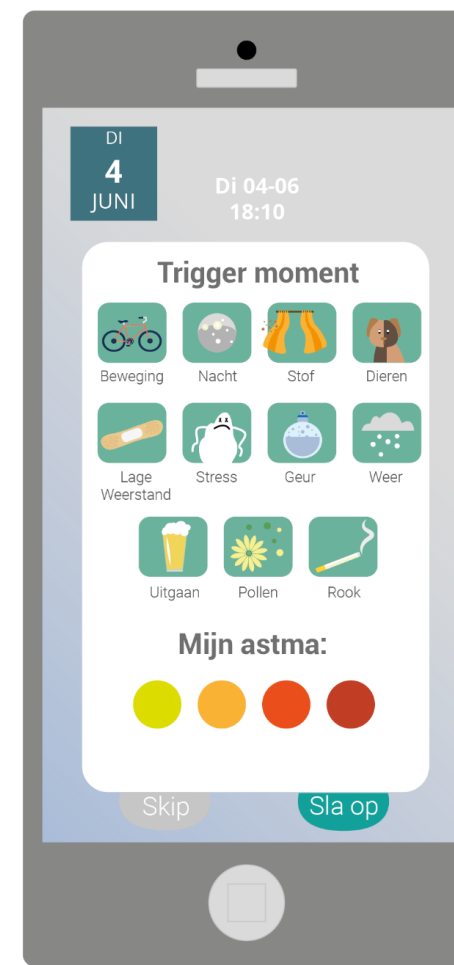 DI
4
JUNI
Di 04-06
18:10
Trigger moment
Beweging
Nacht
Stof
Dieren
Lage
Weerstand
Stress
Geur
Weer
Uitgaan
Pollen
Rook
Mijn astma:
Skip
Sla op